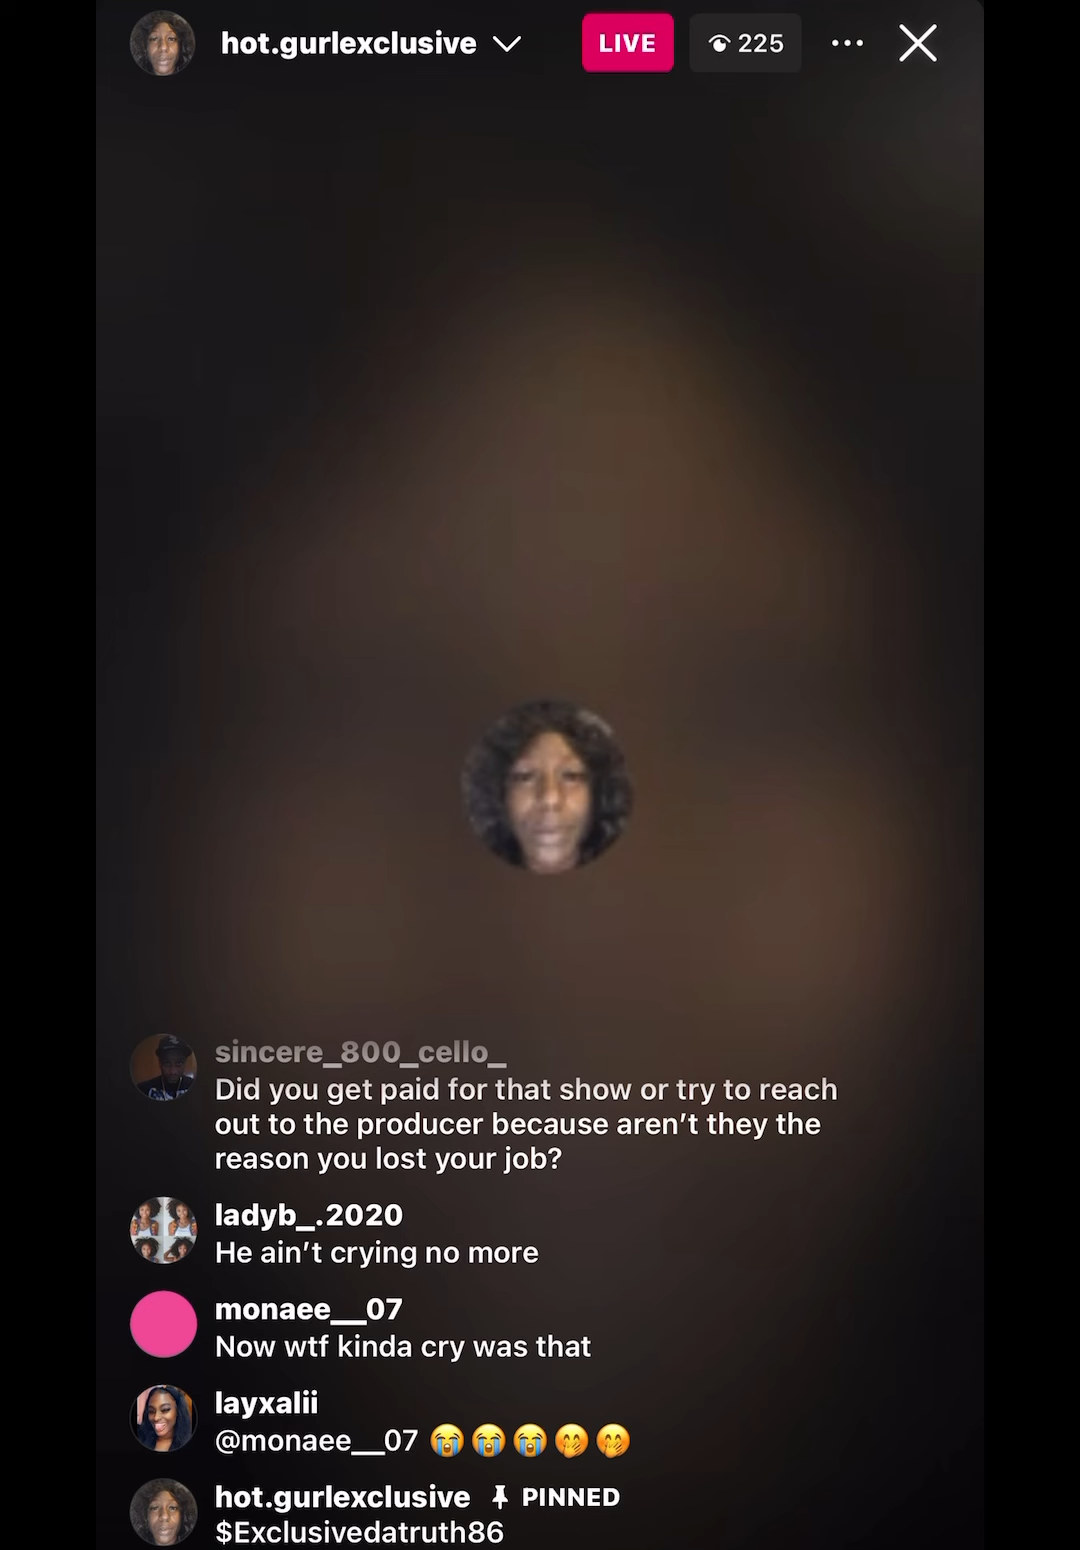 hot.gurlexclusive
LIVE
225
sincere_800_cello_
Did you get paid for that show or try to reach
out to the producer because aren’t they the
reason you lost your job?
ladyb_.2020
He ain’t crying no more
monaee__07
Now wtf kinda cry was that
layxalii
@monaee__07 😭😭😭🤭🤭
hot.gurlexclusive PINNED
$Exclusivedatruth86